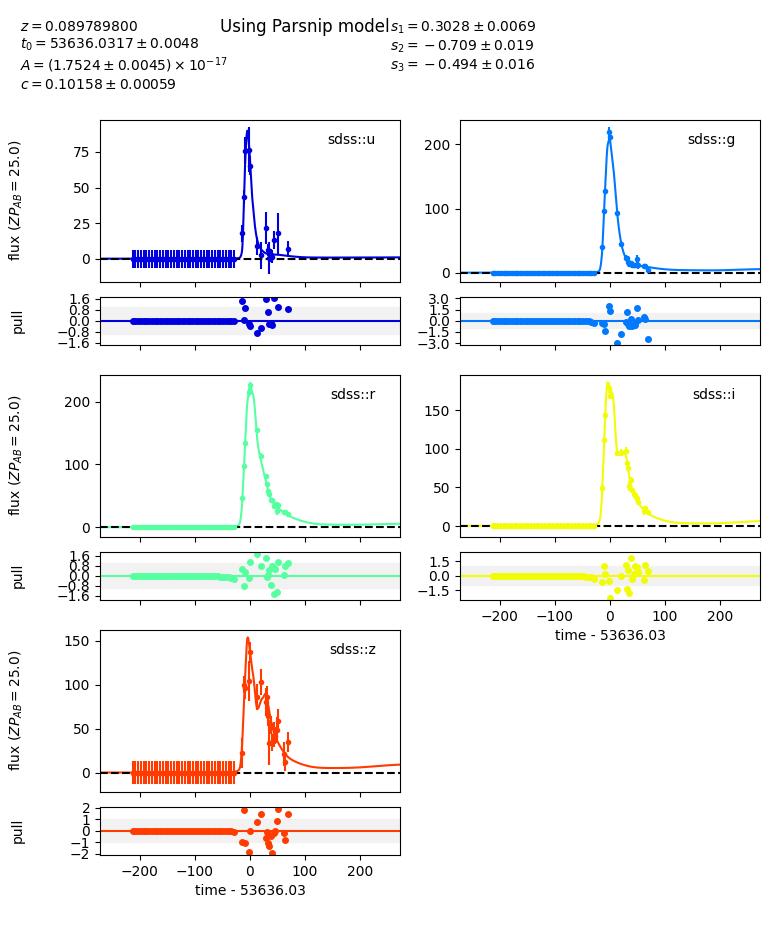 Using Parsnip model
z = 0.089789800
t₀ = 53636.0317 ± 0.0048
A = (1.7524 ± 0.0045) × 10⁻¹⁷
c = 0.10158 ± 0.00059
s₁ = 0.3028 ± 0.0069
s₂ = −0.709 ± 0.019
s₃ = −0.494 ± 0.016
flux (ZP_AB = 25.0)
75
50
25
0
sdss::u
200
100
0
sdss::g
pull
1.6
0.8
0.0
−0.8
−1.6
3.0
1.5
0.0
−1.5
−3.0
flux (ZP_AB = 25.0)
200
100
0
sdss::r
150
100
50
0
sdss::i
pull
1.6
0.8
0.0
−0.8
−1.6
1.5
0.0
−1.5
−200 −100 0 100 200
time - 53636.03
flux (ZP_AB = 25.0)
150
100
50
0
sdss::z
pull
2
1
0
−1
−2
−200 −100 0 100 200
time - 53636.03